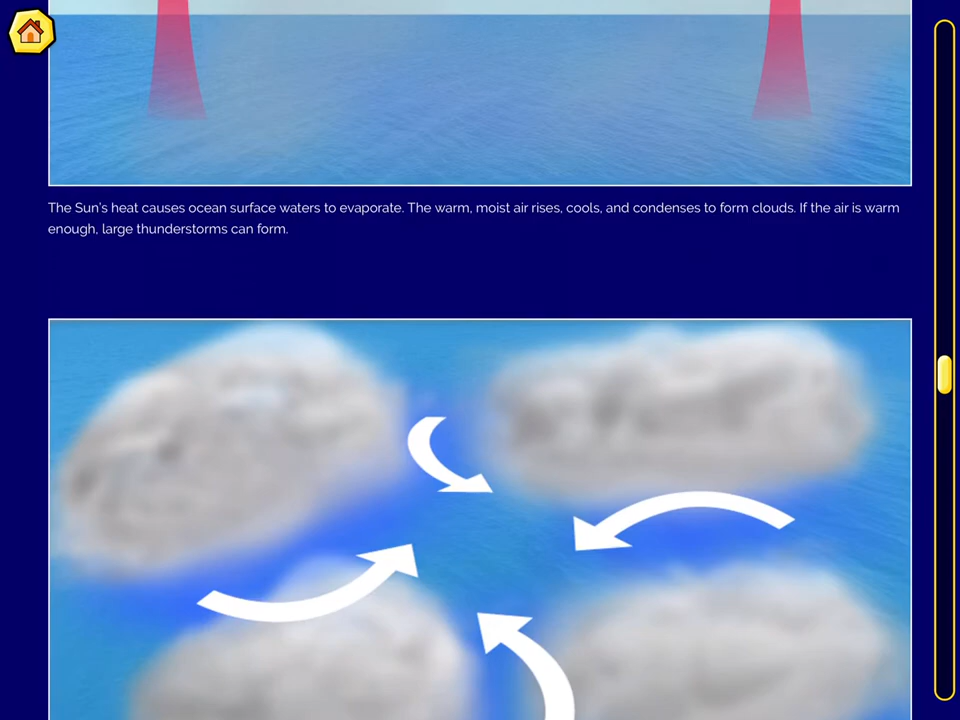 The Sun's heat causes ocean surface waters to evaporate. The warm, moist air rises, cools, and condenses to form clouds. If the air is warm
enough, large thunderstorms can form.